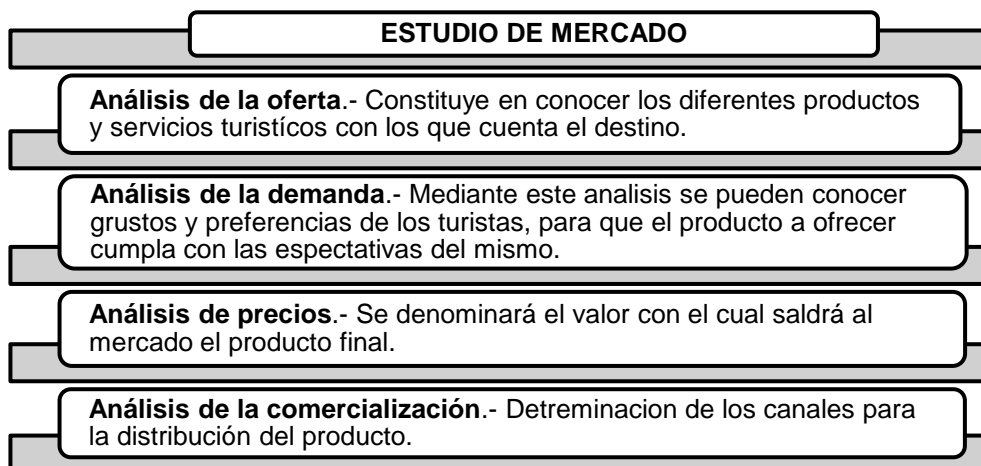 ESTUDIO DE MERCADO
Análisis de la oferta.- Constituye en conocer los diferentes productos
y servicios turistícos con los que cuenta el destino.
Análisis de la demanda.- Mediante este analisis se pueden conocer
grustos y preferencias de los turistas, para que el producto a ofrecer
cumpla con las espectativas del mismo.
Análisis de precios.- Se denominará el valor con el cual saldrá al
mercado el producto final.
Análisis de la comercialización.- Detreminacion de los canales para
la distribución del producto.